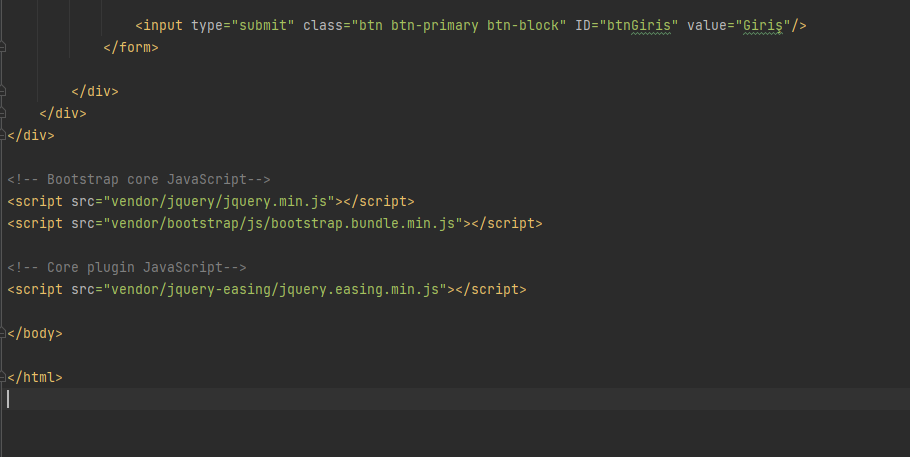 <input type="submit" class="btn btn-primary btn-block" ID="btnGiris" value="Giriş"/>
</form>
</div>
</div>
</div>
<!-- Bootstrap core JavaScript-->
<script src="vendor/jquery/jquery.min.js"></script>
<script src="vendor/bootstrap/js/bootstrap.bundle.min.js"></script>
<!-- Core plugin JavaScript-->
<script src="vendor/jquery-easing/jquery.easing.min.js"></script>
</body>
</html>